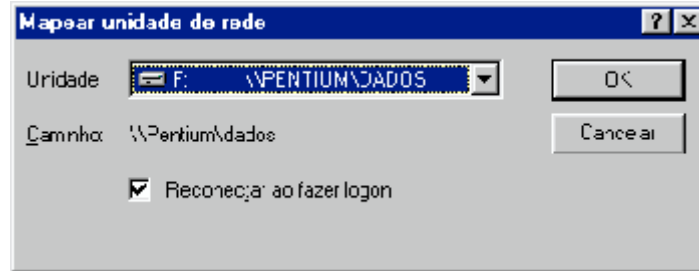 Mapear unidade de rede
Unidade F: \\PENTIUM\DADOS OK
Caminho: \\Pentium\dados Cancelar
Reconectar ao fazer logon